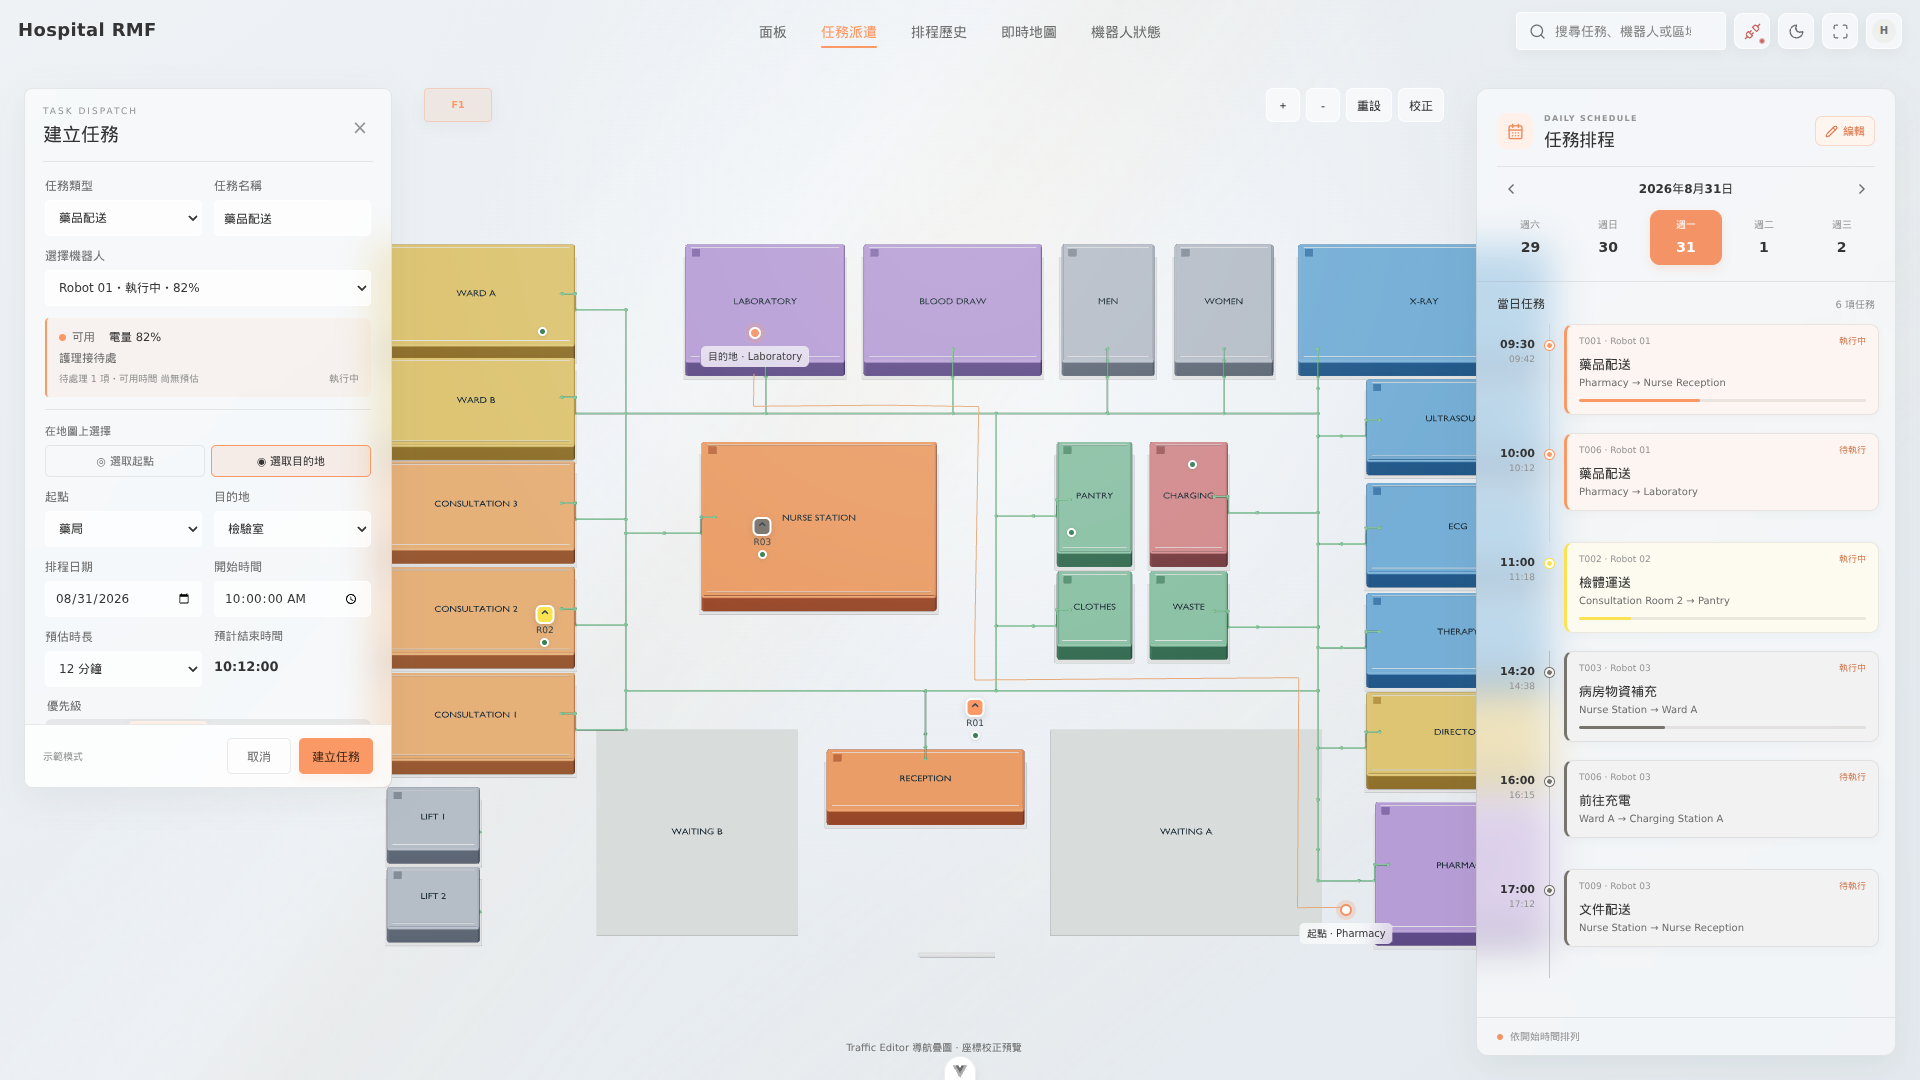 Hospital RMF
面板
任務派遣
排程歷史
即時地圖
機器人狀態
搜尋任務、機器人或區域
H
TASK DISPATCH
建立任務
任務類型
任務名稱
藥品配送
藥品配送
選擇機器人
Robot 01・執行中・82%
可用 電量 82%
護理接待處
待處理 1 項・可用時間 尚無預估
執行中
在地圖上選擇
◎ 選取起點
◉ 選取目的地
起點
目的地
藥局
檢驗室
排程日期
開始時間
08/31/2026
10:00:00 AM
預估時長
預計結束時間
12 分鐘
10:12:00
優先級
示範模式
取消
建立任務
F1
+
-
重設
校正
WARD A
WARD B
CONSULTATION 3
CONSULTATION 2
R02
CONSULTATION 1
LIFT 1
LIFT 2
LABORATORY
目的地 · Laboratory
BLOOD DRAW
MEN
WOMEN
X-RAY
NURSE STATION
R03
PANTRY
CHARGING
CLOTHES
WASTE
ULTRASOU
ECG
THERAPY
DIRECTO
PHARMA
R01
RECEPTION
WAITING B
WAITING A
起點 · Pharmacy
Traffic Editor 導航疊圖 · 座標校正預覽
DAILY SCHEDULE
任務排程
編輯
2026年8月31日
週六
週日
週一
週二
週三
29
30
31
1
2
當日任務
6 項任務
09:30
09:42
T001 · Robot 01
執行中
藥品配送
Pharmacy → Nurse Reception
10:00
10:12
T006 · Robot 01
待執行
藥品配送
Pharmacy → Laboratory
11:00
11:18
T002 · Robot 02
執行中
檢體運送
Consultation Room 2 → Pantry
14:20
14:38
T003 · Robot 03
執行中
病房物資補充
Nurse Station → Ward A
16:00
16:15
T006 · Robot 03
待執行
前往充電
Ward A → Charging Station A
17:00
17:12
T009 · Robot 03
待執行
文件配送
Nurse Station → Nurse Reception
依開始時間排列